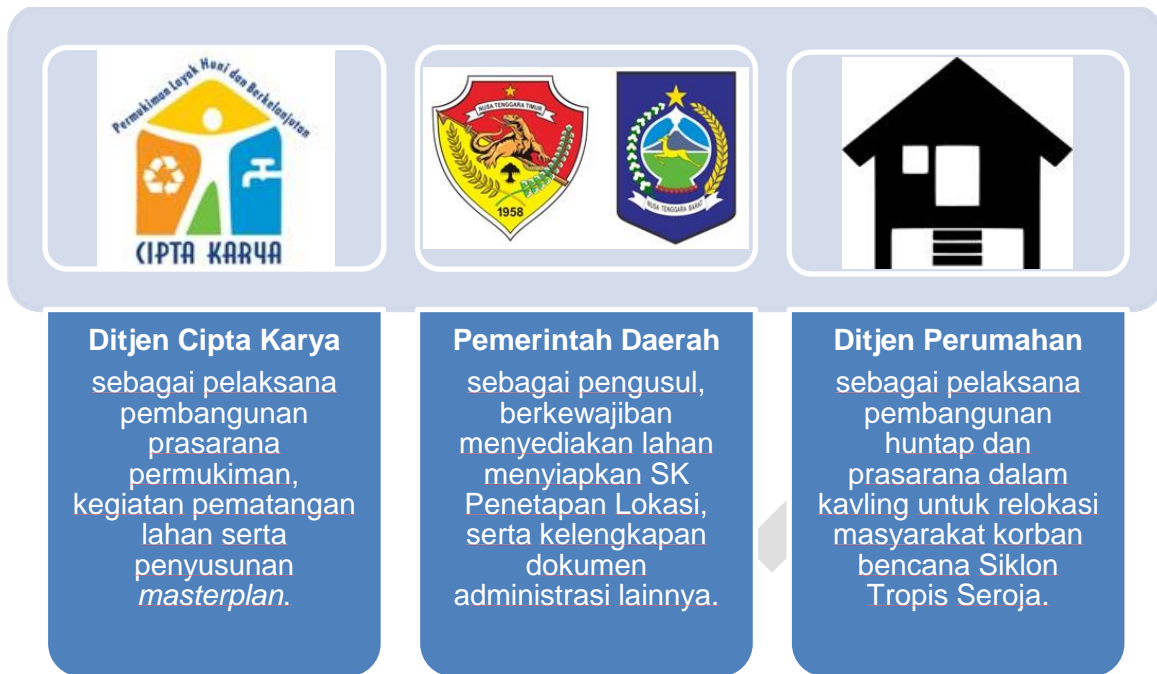 Permukiman Layak Huni dan Berkelanjutan
CIPTA KARYA
NUSA TENGGARA TIMUR
1958
NUSA TENGGARA BARAT
Ditjen Cipta Karya
sebagai pelaksana
pembangunan
prasarana
permukiman,
kegiatan pematangan
lahan serta
penyusunan
masterplan.
Pemerintah Daerah
sebagai pengusul,
berkewajiban
menyediakan lahan
menyiapkan SK
Penetapan Lokasi,
serta kelengkapan
dokumen
administrasi lainnya.
Ditjen Perumahan
sebagai pelaksana
pembangunan
huntap dan
prasarana dalam
kavling untuk relokasi
masyarakat korban
bencana Siklon
Tropis Seroja.